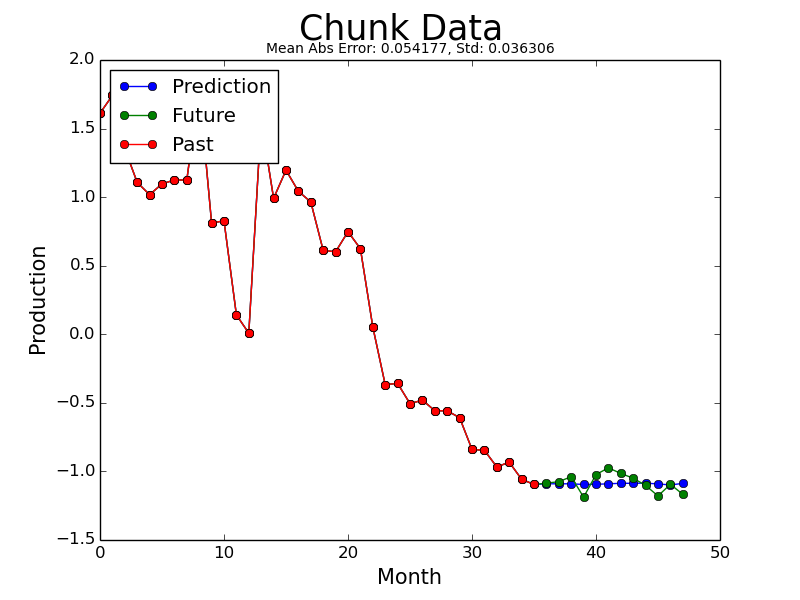 Chunk Data
Mean Abs Error: 0.054177, Std: 0.036306
Prediction
Future
Past
Production
2.0
1.5
1.0
0.5
0.0
−0.5
−1.0
−1.5
0 10 20 30 40 50
Month